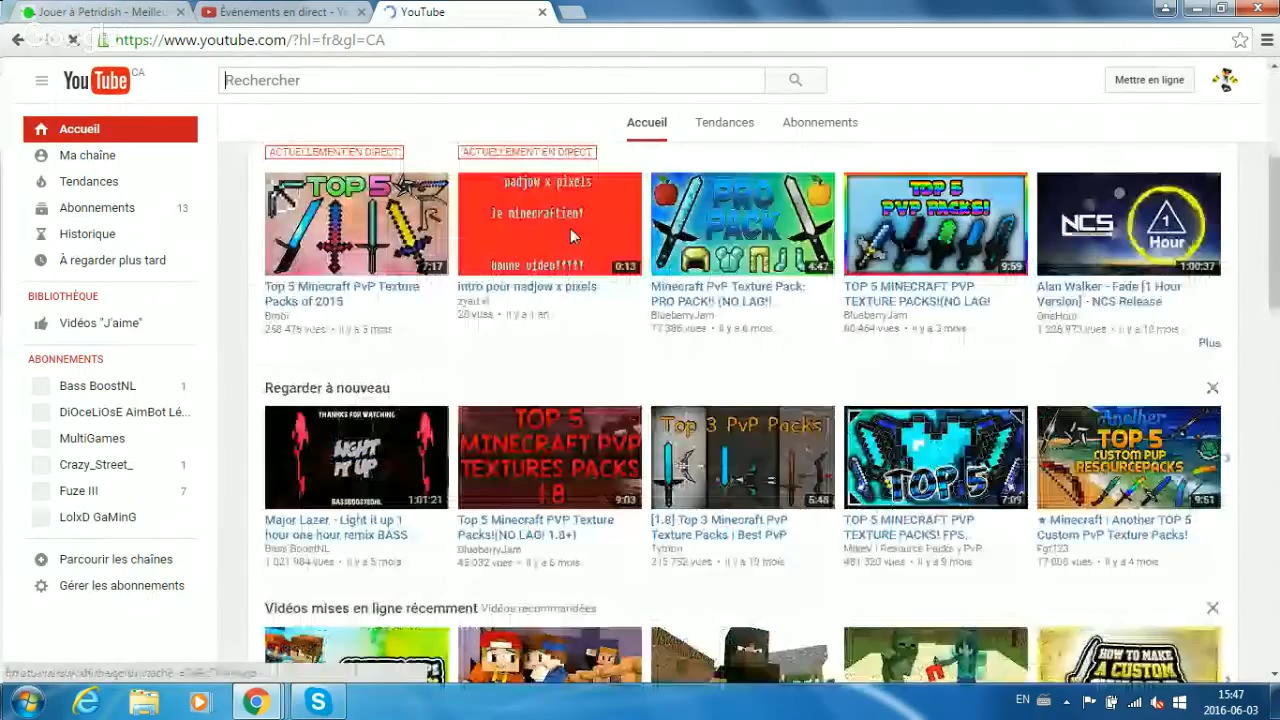 Jouer à Petridish - Meilleu
Événements en direct - Yo
YouTube
https://www.youtube.com/?hl=fr&gl=CA
YouTube CA
Rechercher
Mettre en ligne
Accueil
Tendances
Abonnements
Accueil
Ma chaîne
Tendances
Abonnements 13
Historique
À regarder plus tard
BIBLIOTHÈQUE
Vidéos "J'aime"
ABONNEMENTS
Bass BoostNL 1
DiOceLiOsE AimBot Lé...
MultiGames
Crazy_Street_ 1
Fuze III 7
LolxD GaMinG
Parcourir les chaînes
Gérer les abonnements
ACTUELLEMENT EN DIRECT
ACTUELLEMENT EN DIRECT
TOP 5
7:17
Top 5 Minecraft PvP Texture
Packs of 2015
nadjow x pixels
le minecraftien!
bonne video!!!!!
0:13
intro pour nadjow x pixels
PRO
PACK
4:47
Minecraft PvP Texture Pack:
PRO PACK!! (NO LAG!)..
BlueberryJam
TOP 5
PVP PACKS!
9:59
TOP 5 MINECRAFT PVP
TEXTURE PACKS!(NO LAG!
BlueberryJam
NCS
1
Hour
1:00:37
Alan Walker - Fade [1 Hour
Version] - NCS Release
OneHour
Plus
Regarder à nouveau
THANKS FOR WATCHING
LIGHT
IT UP
BASSBOOSTEDNL
1:01:21
Major Lazer - Light it up 1
hour one hour remix BASS
Bass BoostNL
TOP 5
MINECRAFT PVP
TEXTURES PACKS
1.8
9:03
Top 5 Minecraft PVP Texture
Packs!(NO LAG! 1.8+)
BlueberryJam
Top 3 PvP Packs!
5:48
[1.8] Top 3 Minecraft PvP
Texture Packs | Best PvP
TOP 5
7:09
TOP 5 MINECRAFT PVP
TEXTURE PACKS! FPS..
Another
TOP 5
CUSTOM PVP
RESOURCEPACKS
9:51
★ Minecraft | Another TOP 5
Custom PvP Texture Packs!
Vidéos mises en ligne récemment Vidéos recommandées
HOW TO MAKE
A CUSTOM
EN
15:47
2016-06-03